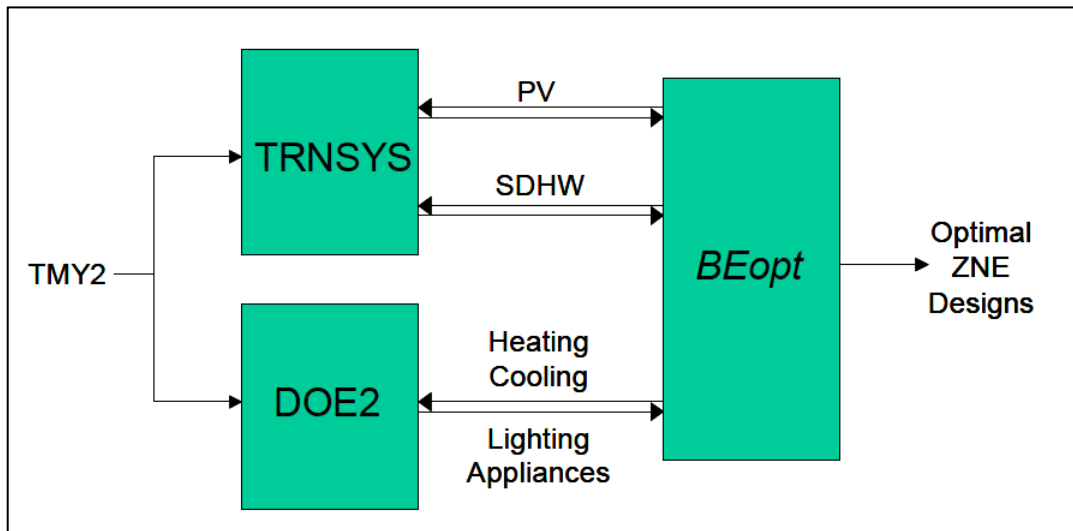 TMY2
TRNSYS
DOE2
PV
SDHW
Heating
Cooling
Lighting
Appliances
BEopt
Optimal
ZNE
Designs